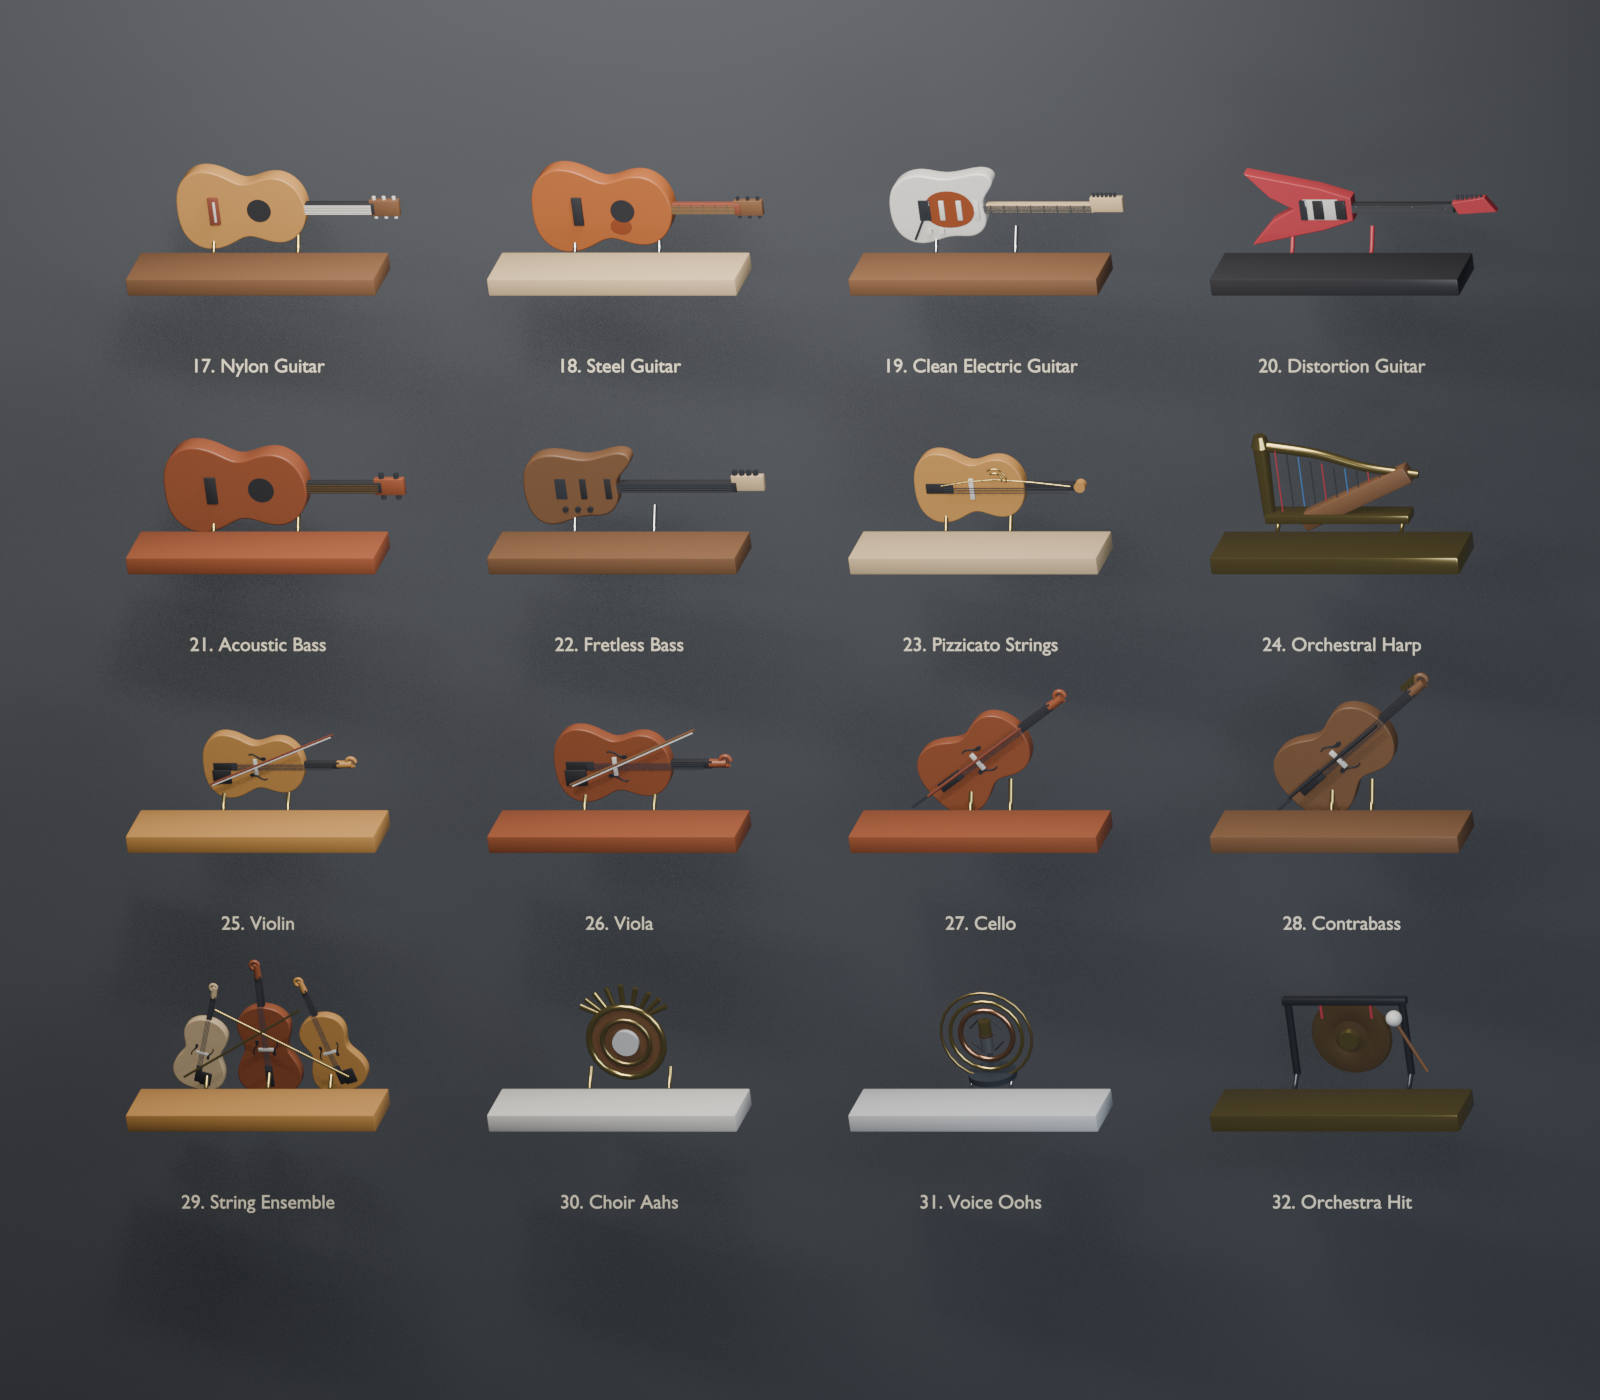 17. Nylon Guitar
18. Steel Guitar
19. Clean Electric Guitar
20. Distortion Guitar
21. Acoustic Bass
22. Fretless Bass
23. Pizzicato Strings
24. Orchestral Harp
25. Violin
26. Viola
27. Cello
28. Contrabass
29. String Ensemble
30. Choir Aahs
31. Voice Oohs
32. Orchestra Hit